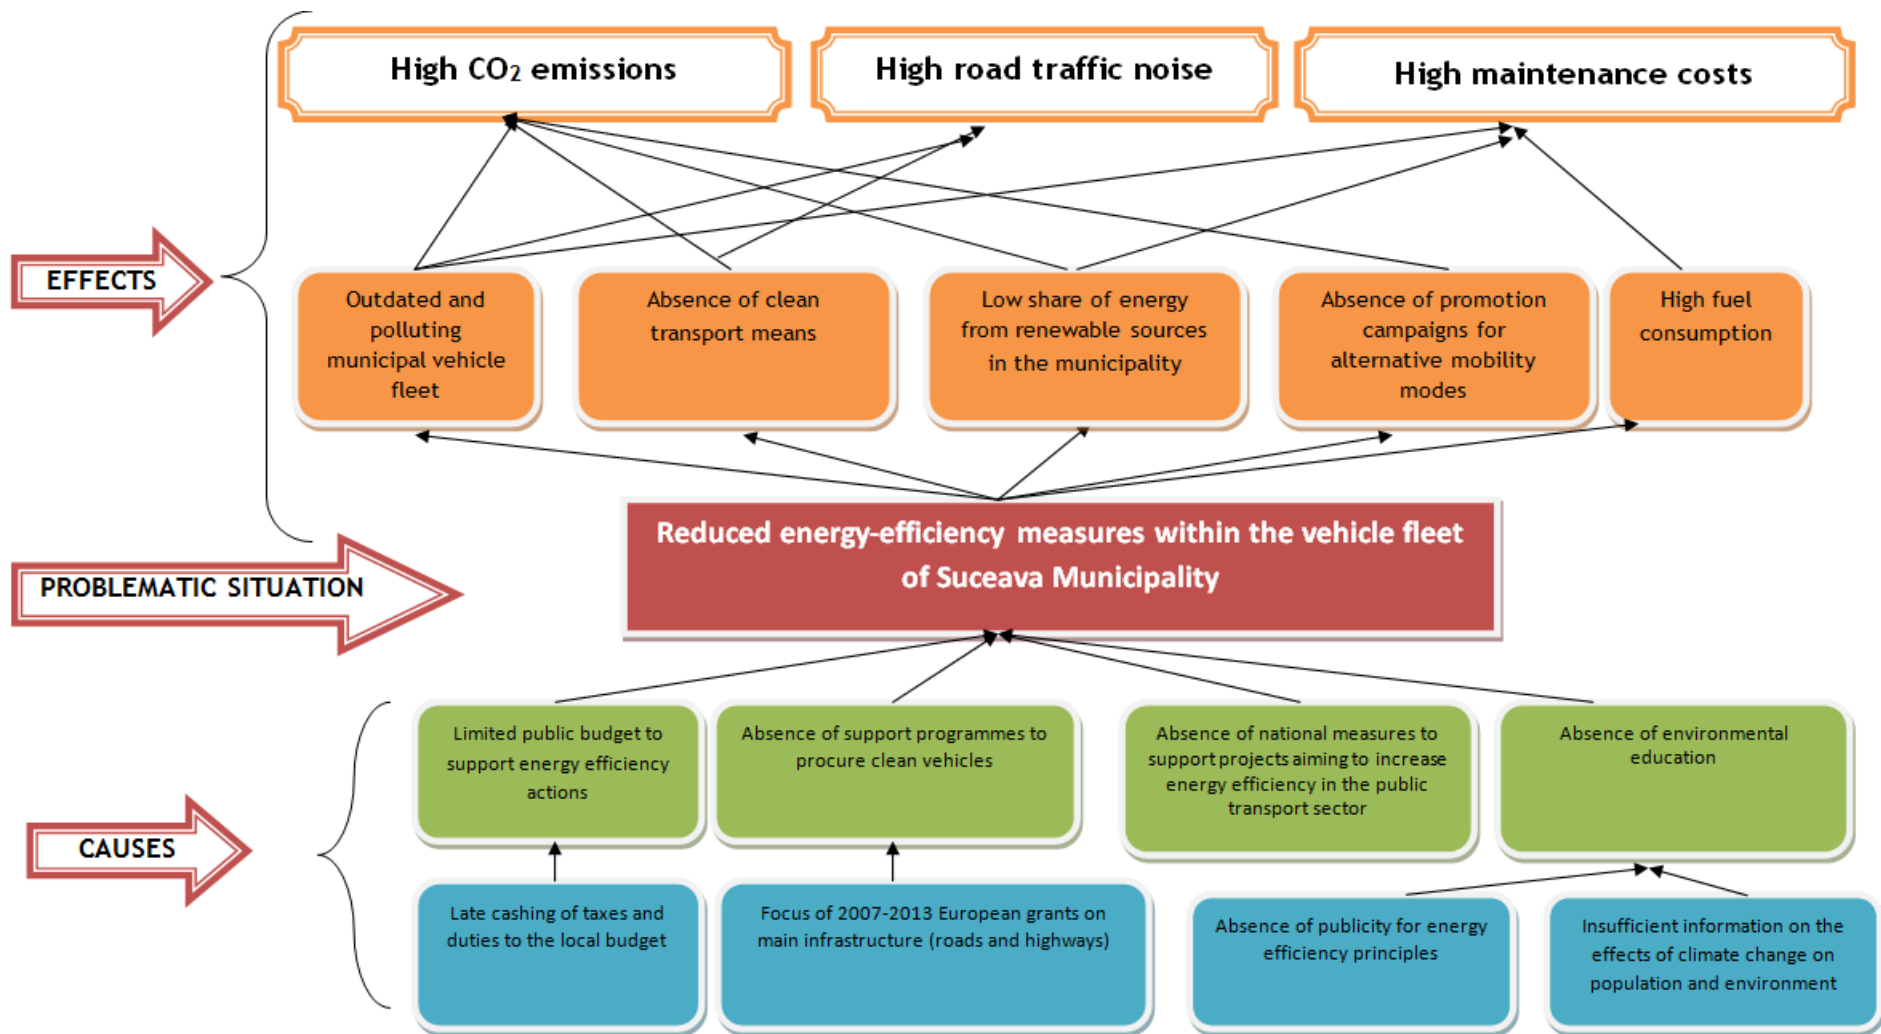 High CO₂ emissions
High road traffic noise
High maintenance costs
EFFECTS
Outdated and
polluting
municipal vehicle
fleet
Absence of clean
transport means
Low share of energy
from renewable sources
in the municipality
Absence of promotion
campaigns for
alternative mobility
modes
High fuel
consumption
PROBLEMATIC SITUATION
Reduced energy-efficiency measures within the vehicle fleet
of Suceava Municipality
CAUSES
Limited public budget to
support energy efficiency
actions
Absence of support programmes to
procure clean vehicles
Absence of national measures to
support projects aiming to increase
energy efficiency in the public
transport sector
Absence of environmental
education
Late cashing of taxes and
duties to the local budget
Focus of 2007-2013 European grants on
main infrastructure (roads and highways)
Absence of publicity for energy
efficiency principles
Insufficient information on the
effects of climate change on
population and environment